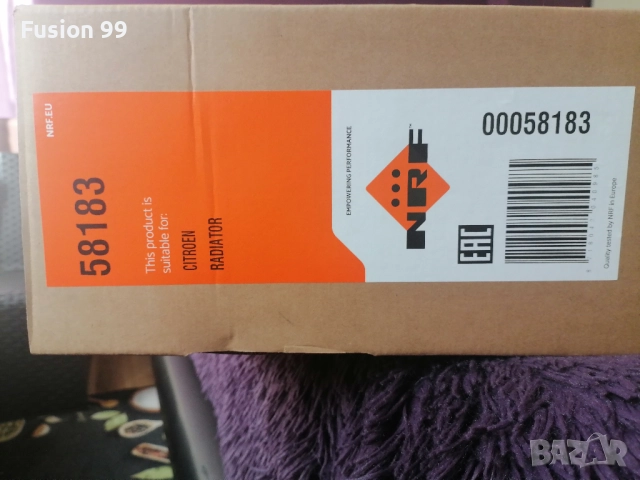 Fusion 99
NRF.EU
58183
This product is
suitable for:
CITROEN
RADIATOR
EMPOWERING PERFORMANCE
NRF
00058183
EAC
Quality tested by NRF in Europe
BAZAR